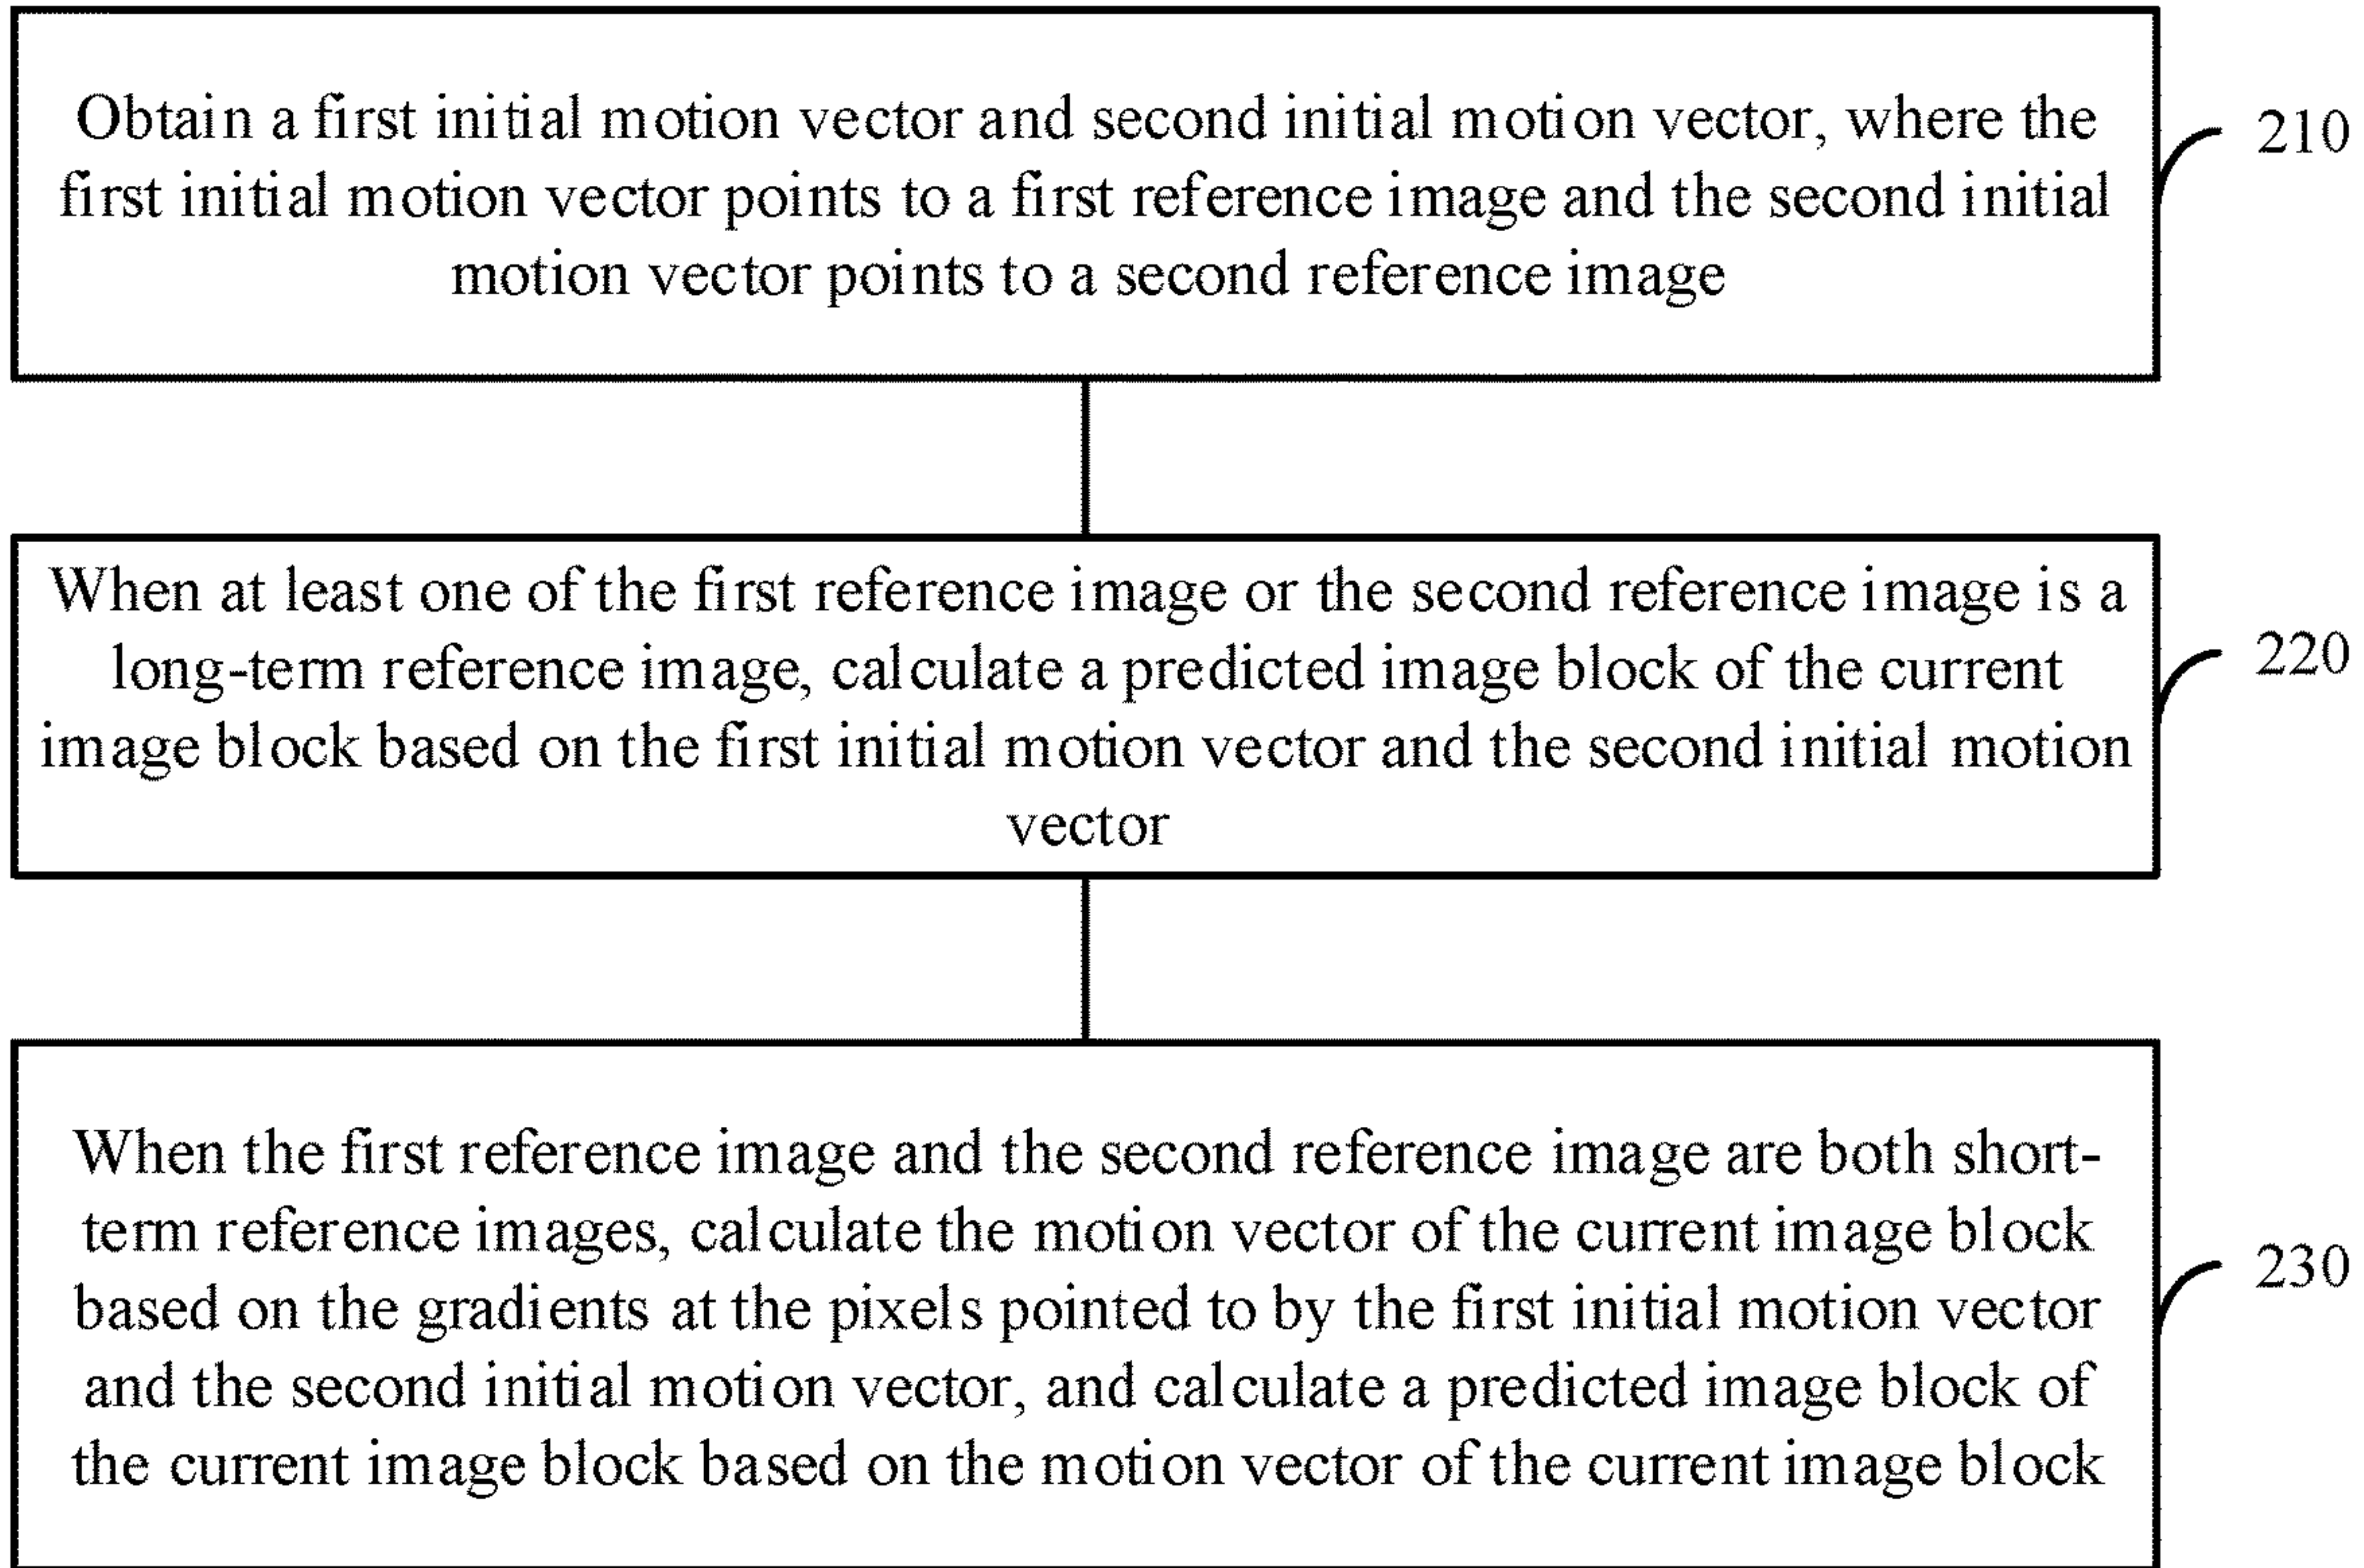 Obtain a first initial motion vector and second initial motion vector, where the
first initial motion vector points to a first reference image and the second initial
motion vector points to a second reference image
210
When at least one of the first reference image or the second reference image is a
long-term reference image, calculate a predicted image block of the current
image block based on the first initial motion vector and the second initial motion
vector
220
When the first reference image and the second reference image are both short-
term reference images, calculate the motion vector of the current image block
based on the gradients at the pixels pointed to by the first initial motion vector
and the second initial motion vector, and calculate a predicted image block of
the current image block based on the motion vector of the current image block
230